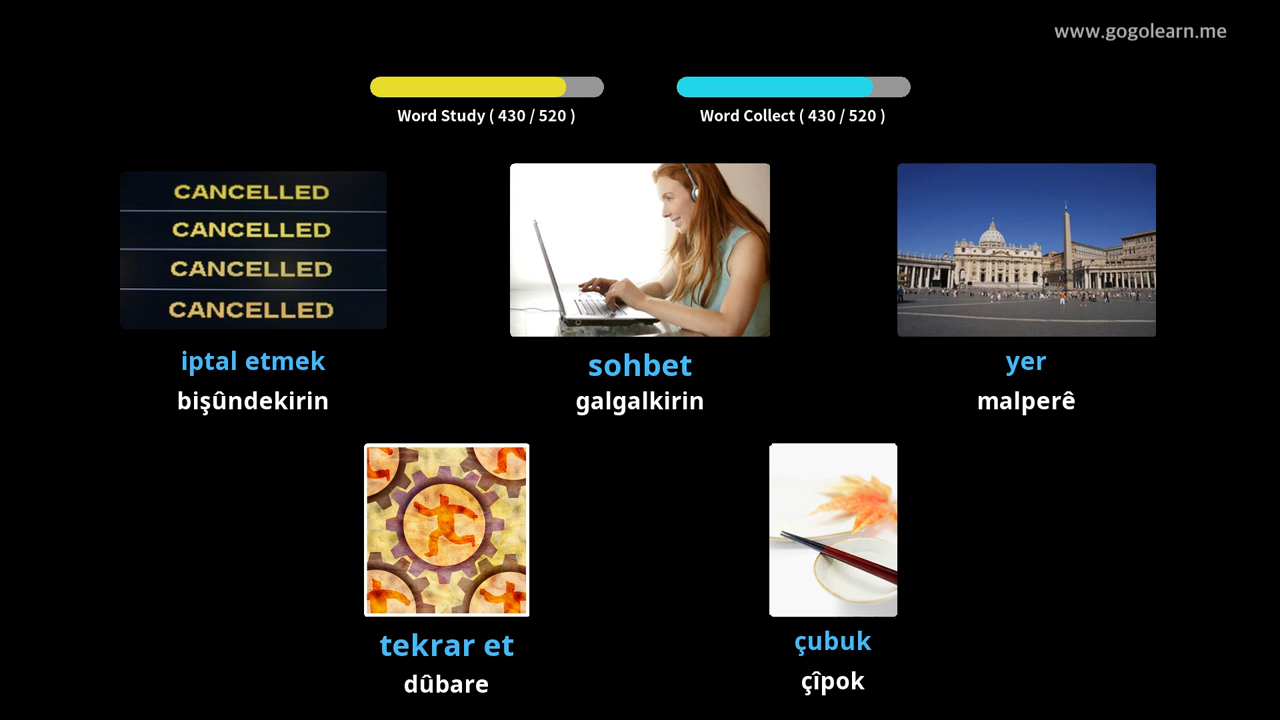 www.gogolearn.me
Word Study ( 430 / 520 )
Word Collect ( 430 / 520 )
CANCELLED
CANCELLED
CANCELLED
CANCELLED
iptal etmek
bişûndekirin
sohbet
galgalkirin
yer
malperê
tekrar et
dûbare
çubuk
çîpok